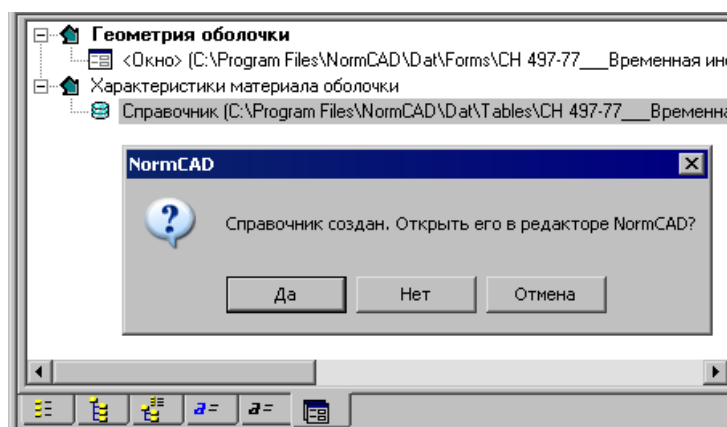 Геометрия оболочки
<Окно> (C:\Program Files\NormCAD\Dat\Forms\СН 497-77___Временная ин
Характеристики материала оболочки
Справочник (C:\Program Files\NormCAD\Dat\Tables\СН 497-77___Временна
NormCAD
Справочник создан. Открыть его в редакторе NormCAD?
Да Нет Отмена
a= a=